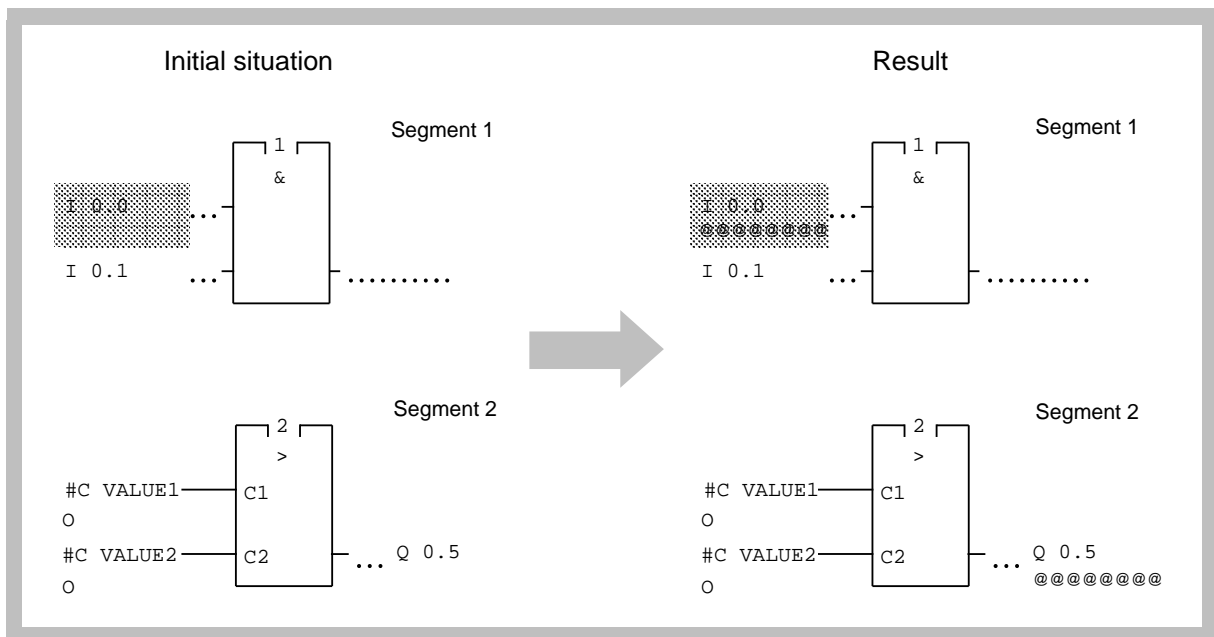 Initial situation
Result
Segment 1
1
&
I 0.0
...
I 0.1
... ..........
Segment 1
1
&
I 0.0
...
@@@@@@@@
I 0.1
... ..........
Segment 2
2
>
#C VALUE1 C1
O
#C VALUE2 C2 ... Q 0.5
O
Segment 2
2
>
#C VALUE1 C1
O
#C VALUE2 C2 ... Q 0.5
O @@@@@@@@